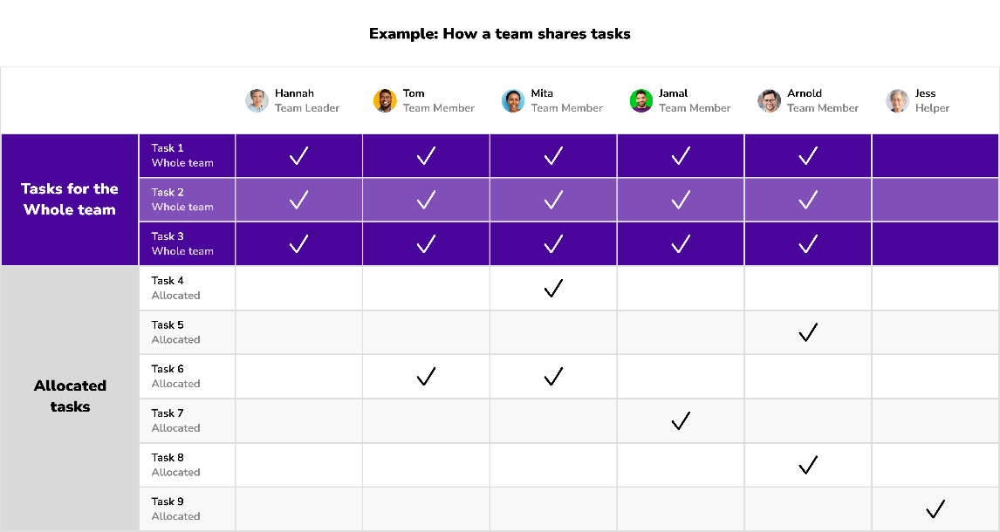 Example: How a team shares tasks
Hannah
Team Leader
Tom
Team Member
Mita
Team Member
Jamal
Team Member
Arnold
Team Member
Jess
Helper
Tasks for the
Whole team
Task 1
Whole team
Task 2
Whole team
Task 3
Whole team
Allocated
tasks
Task 4
Allocated
Task 5
Allocated
Task 6
Allocated
Task 7
Allocated
Task 8
Allocated
Task 9
Allocated